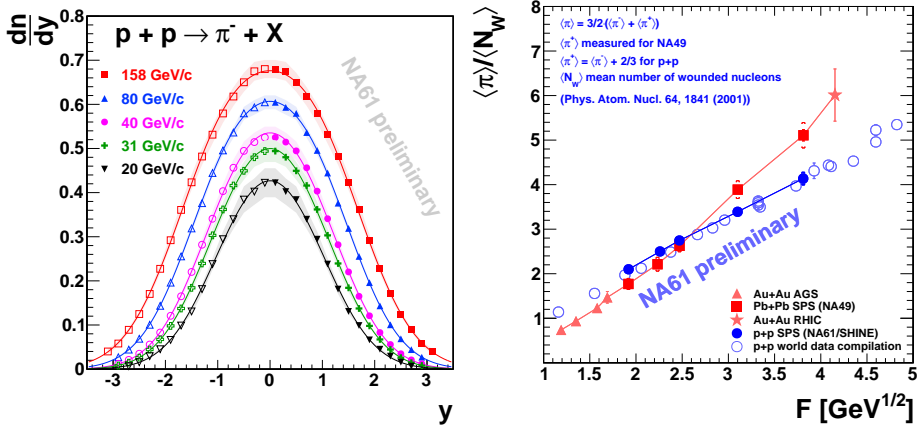 dn
dy
p + p → π⁻ + X
158 GeV/c
80 GeV/c
40 GeV/c
31 GeV/c
20 GeV/c
NA61 preliminary
0.7
0.6
0.5
0.4
0.3
0.2
0.1
0
-3 -2 -1 0 1 2 3
y
⟨π⟩/⟨N_W⟩
⟨π⟩ = 3/2 (⟨π⁻⟩ + ⟨π⁺⟩)
⟨π⁺⟩ measured for NA49
⟨π⁺⟩ = ⟨π⁻⟩ + 2/3 for p+p
⟨N_W⟩ mean number of wounded nucleons
(Phys. Atom. Nucl. 64, 1841 (2001))
8
6
4
2
0
NA61 preliminary
Au+Au AGS
Pb+Pb SPS (NA49)
Au+Au RHIC
p+p SPS (NA61/SHINE)
p+p world data compilation
1 1.5 2 2.5 3 3.5 4 4.5 5
F [GeV^{1/2}]